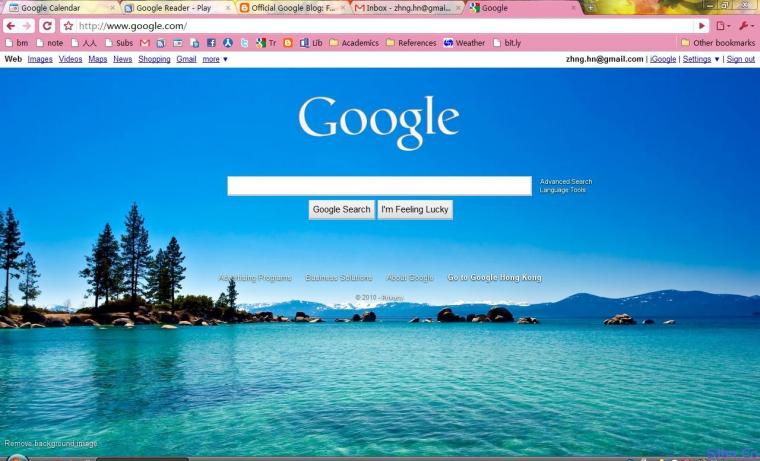 Google Calendar Google Reader - Play Official Google Blog: F... Inbox - zhng.hn@gmai... Google
http://www.google.com/
bm note 人人 Subs Tr Lib Academics References Weather bit.ly Other bookmarks
Web Images Videos Maps News Shopping Gmail more ▼ zhng.hn@gmail.com | iGoogle | Settings ▼ | Sign out
Google
Advanced Search
Language Tools
Google Search I'm Feeling Lucky
Advertising Programs Business Solutions About Google Go to Google Hong Kong
© 2010 - Privacy
Remove background image